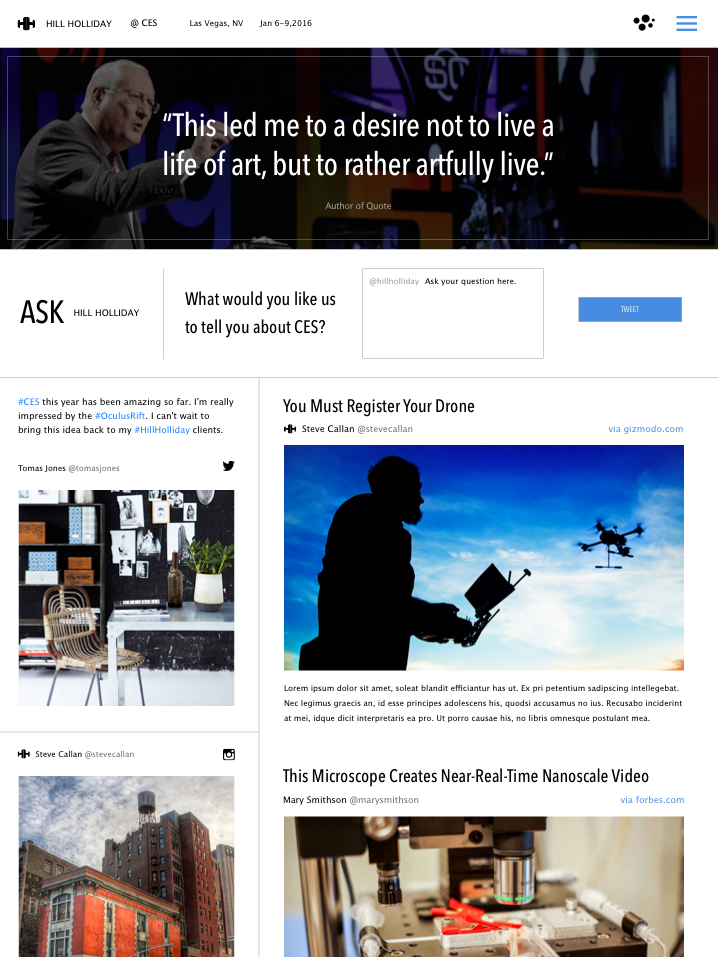 HILL HOLLIDAY @ CES Las Vegas, NV Jan 6-9,2016
“This led me to a desire not to live a
life of art, but to rather artfully live.”
Author of Quote
ASK HILL HOLLIDAY
What would you like us
to tell you about CES?
@hillholliday Ask your question here.
TWEET
#CES this year has been amazing so far. I'm really
impressed by the #OculusRift. I can't wait to
bring this idea back to my #HillHolliday clients.
Tomas Jones @tomasjones
Steve Callan @stevecallan
You Must Register Your Drone
Steve Callan @stevecallan via gizmodo.com
Lorem ipsum dolor sit amet, soleat blandit efficiantur has ut. Ex pri petentium sadipscing intellegebat.
Nec legimus graecis an, id esse principes adolescens his, quodsi accusamus no ius. Recusabo inciderint
at mei, idque dicit interpretaris ea pro. Ut porro causae his, no libris omnesque postulant mea.
This Microscope Creates Near-Real-Time Nanoscale Video
Mary Smithson @marysmithson via forbes.com